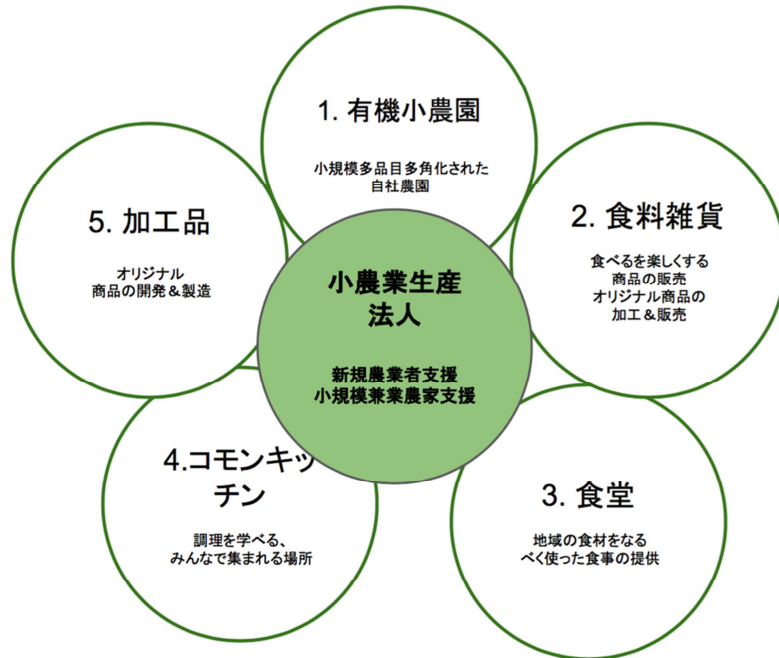 1. 有機小農園
小規模多品目多角化された
自社農園
2. 食料雑貨
食べるを楽しくする
商品の販売
オリジナル商品の
加工＆販売
3. 食堂
地域の食材をなる
べく使った食事の提供
4.コモンキッ
チン
調理を学べる、
みんなで集まれる場所
5. 加工品
オリジナル
商品の開発＆製造
小農業生産
法人
新規農業者支援
小規模兼業農家支援